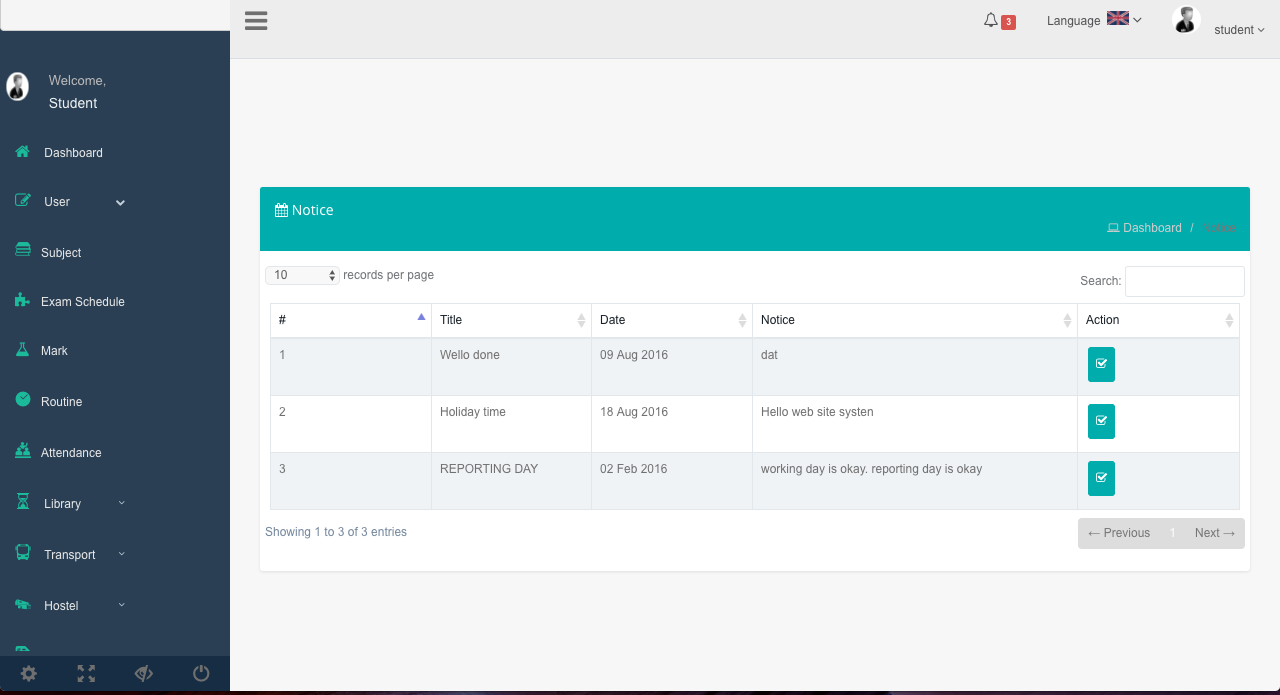 3
Language
student
Welcome,
Student
Dashboard
User
Subject
Exam Schedule
Mark
Routine
Attendance
Library
Transport
Hostel
Notice
Dashboard / Notice
10 records per page
Search:
# Title Date Notice Action
1 Wello done 09 Aug 2016 dat
2 Holiday time 18 Aug 2016 Hello web site systen
3 REPORTING DAY 02 Feb 2016 working day is okay. reporting day is okay
Showing 1 to 3 of 3 entries
← Previous 1 Next →